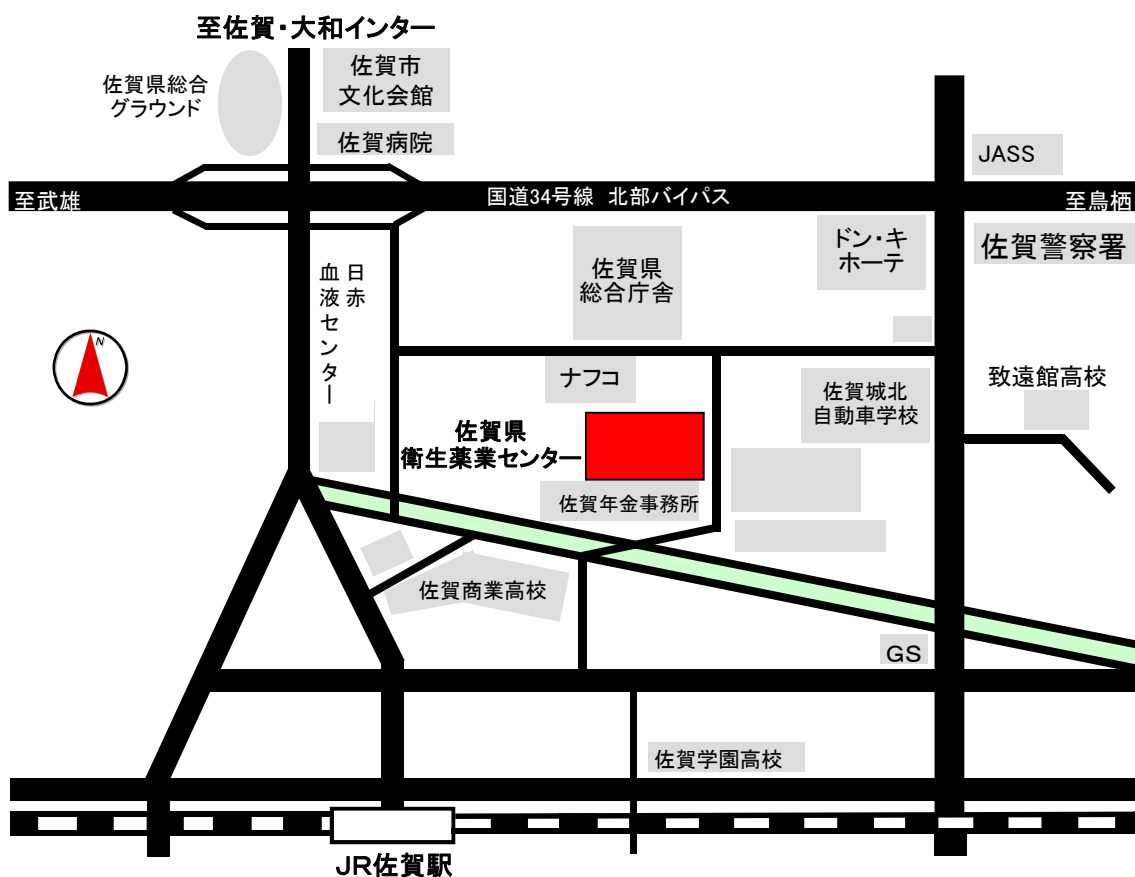 至佐賀・大和インター
佐賀県総合
グラウンド
佐賀市
文化会館
佐賀病院
JASS
至武雄
国道34号線 北部バイパス
至鳥栖
ドン・キ
ホーテ
佐賀警察署
佐賀県
総合庁舎
日赤
血液センター
N
ナフコ
佐賀城北
自動車学校
致遠館高校
佐賀県
衛生薬業センター
佐賀年金事務所
佐賀商業高校
GS
佐賀学園高校
JR佐賀駅